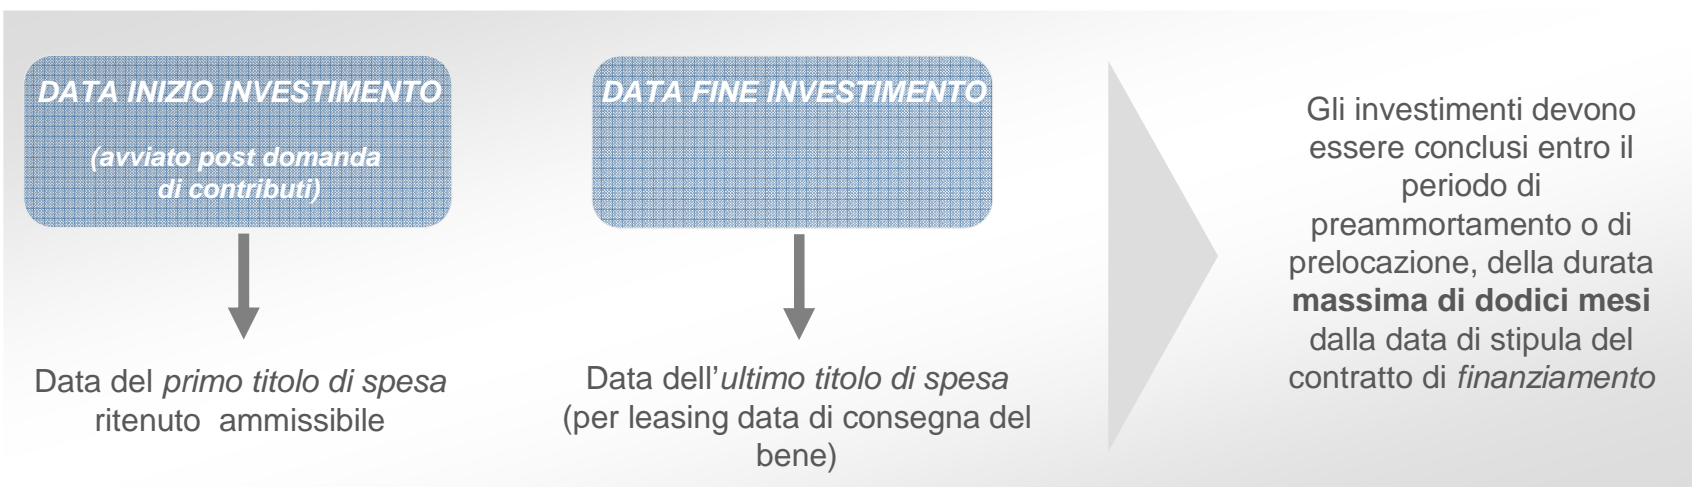 DATA INIZIO INVESTIMENTO
(avviato post domanda
di contributi)
Data del primo titolo di spesa
ritenuto ammissibile
DATA FINE INVESTIMENTO
Data dell’ultimo titolo di spesa
(per leasing data di consegna del
bene)
Gli investimenti devono
essere conclusi entro il
periodo di
preammortamento o di
prelocazione, della durata
massima di dodici mesi
dalla data di stipula del
contratto di finanziamento